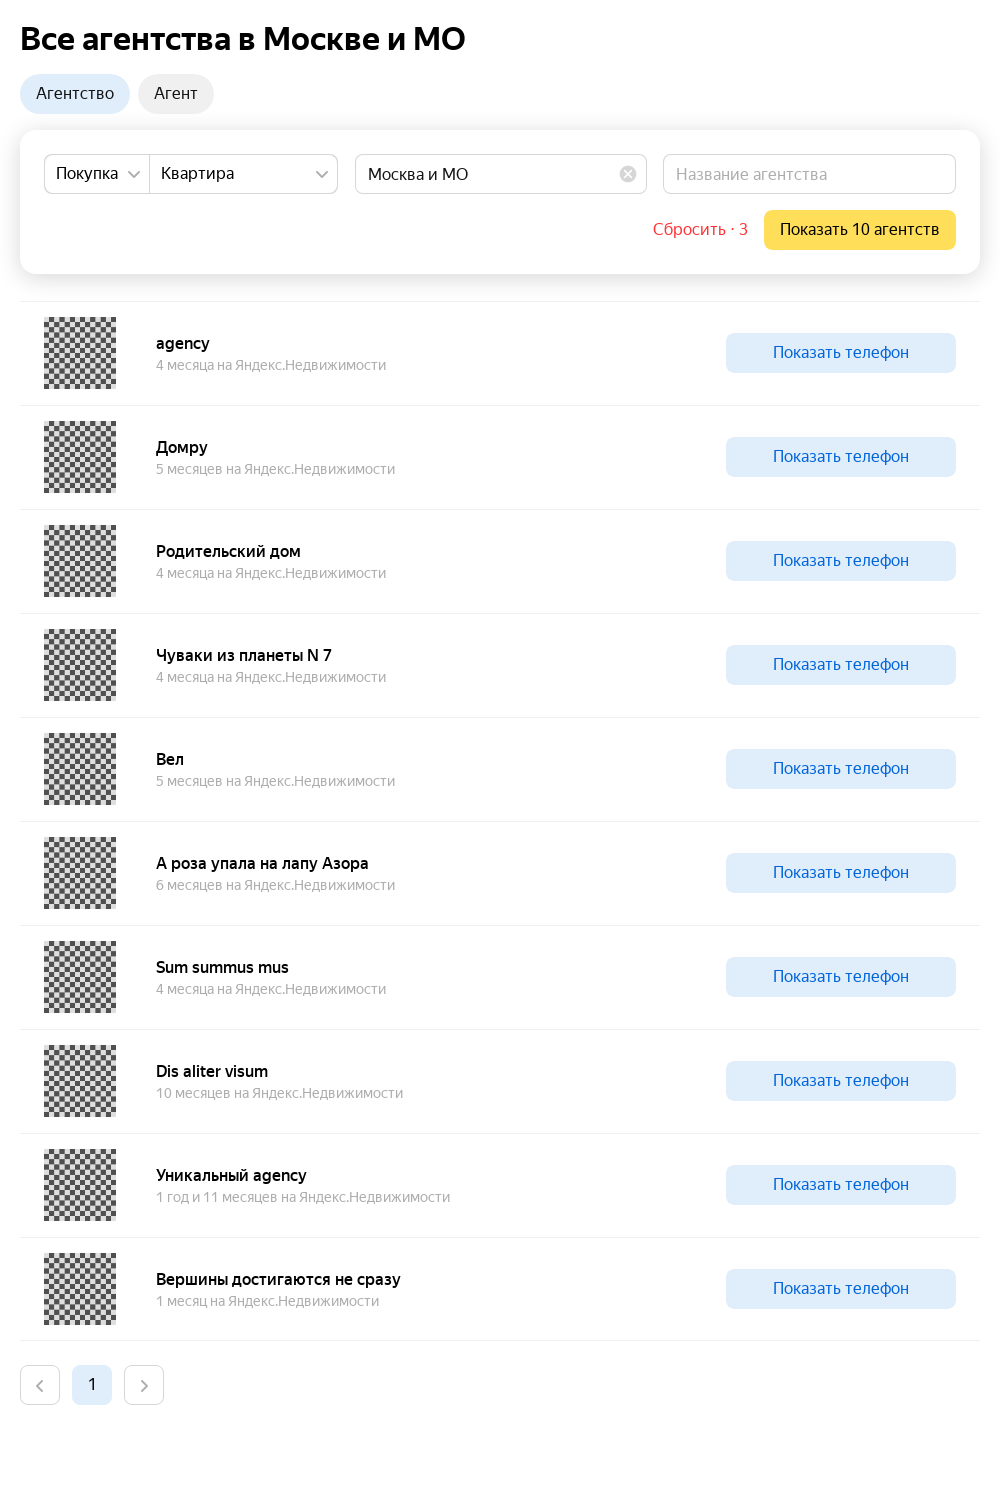 Все агентства в Москве и МО
Агентство Агент
Покупка Квартира Москва и МО Название агентства
Сбросить · 3 Показать 10 агентств
agency
4 месяца на Яндекс.Недвижимости
Показать телефон
Домру
5 месяцев на Яндекс.Недвижимости
Показать телефон
Родительский дом
4 месяца на Яндекс.Недвижимости
Показать телефон
Чуваки из планеты N 7
4 месяца на Яндекс.Недвижимости
Показать телефон
Вел
5 месяцев на Яндекс.Недвижимости
Показать телефон
А роза упала на лапу Азора
6 месяцев на Яндекс.Недвижимости
Показать телефон
Sum summus mus
4 месяца на Яндекс.Недвижимости
Показать телефон
Dis aliter visum
10 месяцев на Яндекс.Недвижимости
Показать телефон
Уникальный agency
1 год и 11 месяцев на Яндекс.Недвижимости
Показать телефон
Вершины достигаются не сразу
1 месяц на Яндекс.Недвижимости
Показать телефон
1